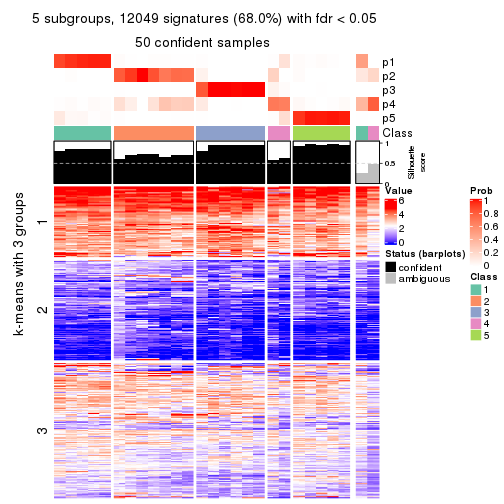 5 subgroups, 12049 signatures (68.0%) with fdr < 0.05
50 confident samples
p1
p2
p3
p4
p5
Class
1
0.5
0
Silhouette
score
k-means with 3 groups
1
2
3
Value
6
4
2
0
Status (barplots)
confident
ambiguous
Prob
1
0.8
0.6
0.4
0.2
0
Class
1
2
3
4
5